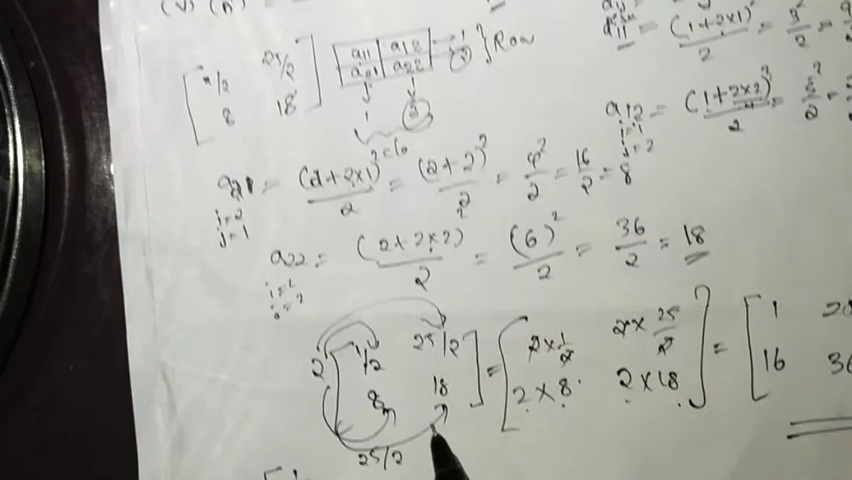 a11 = (1+2×1)²/2 = 3²/2 =
[ 9/2 25/2
8 18 ]
a11 a12 → 1
a21 a22 → 2 } Row
a12 = (1+2×2)²/2 = 5²/2 =
i=1
j=2
a21 = (2+2×1)²/2 = (2+2)²/2 = 4²/2 = 16/2 = 8
i=2
j=1
a22 = (2+2×2)²/2 = (6)²/2 = 36/2 = 18
2 [ 1/2 25/2
8 18 ] = [ 2×1/2 2×25/2
2×8 2×18 ] = [ 1
16 36
25/2